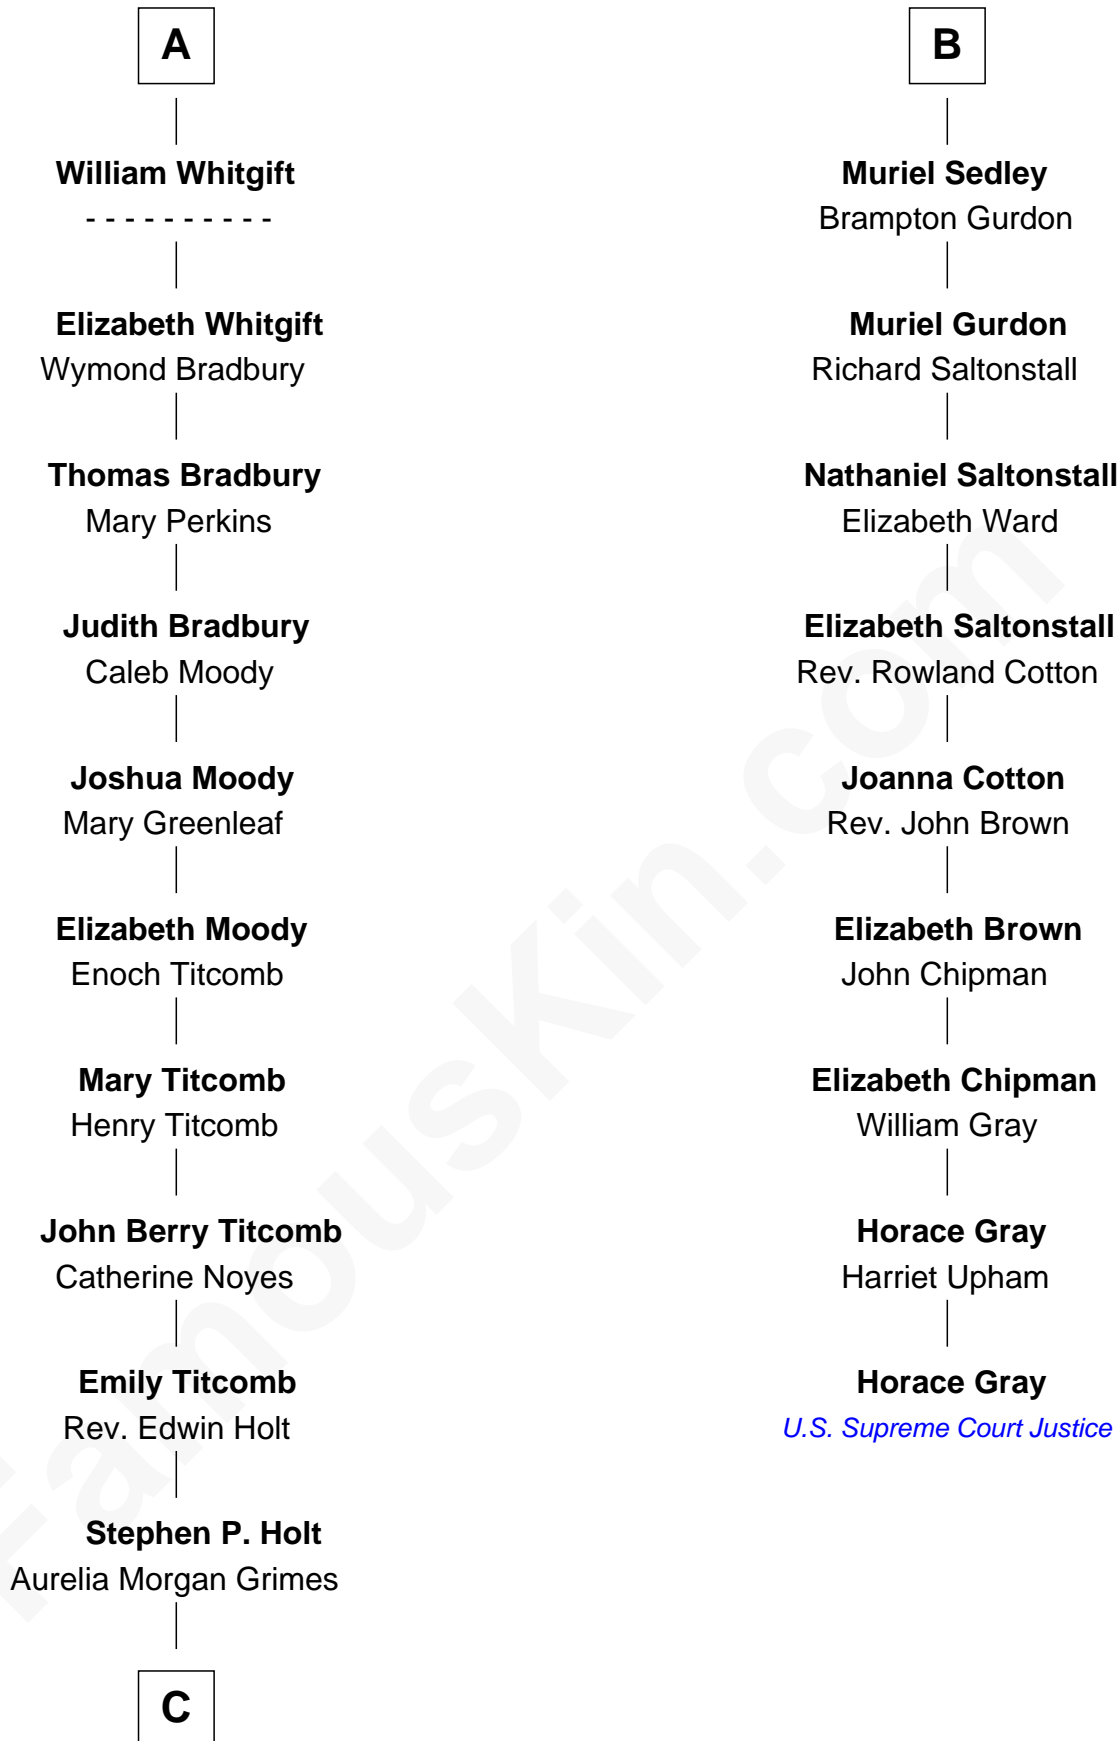 A
William Whitgift
- - - - - - - - - -
Elizabeth Whitgift
Wymond Bradbury
Thomas Bradbury
Mary Perkins
Judith Bradbury
Caleb Moody
Joshua Moody
Mary Greenleaf
Elizabeth Moody
Enoch Titcomb
Mary Titcomb
Henry Titcomb
John Berry Titcomb
Catherine Noyes
Emily Titcomb
Rev. Edwin Holt
Stephen P. Holt
Aurelia Morgan Grimes
C
B
Muriel Sedley
Brampton Gurdon
Muriel Gurdon
Richard Saltonstall
Nathaniel Saltonstall
Elizabeth Ward
Elizabeth Saltonstall
Rev. Rowland Cotton
Joanna Cotton
Rev. John Brown
Elizabeth Brown
John Chipman
Elizabeth Chipman
William Gray
Horace Gray
Harriet Upham
Horace Gray
U.S. Supreme Court Justice
FamousKin.com